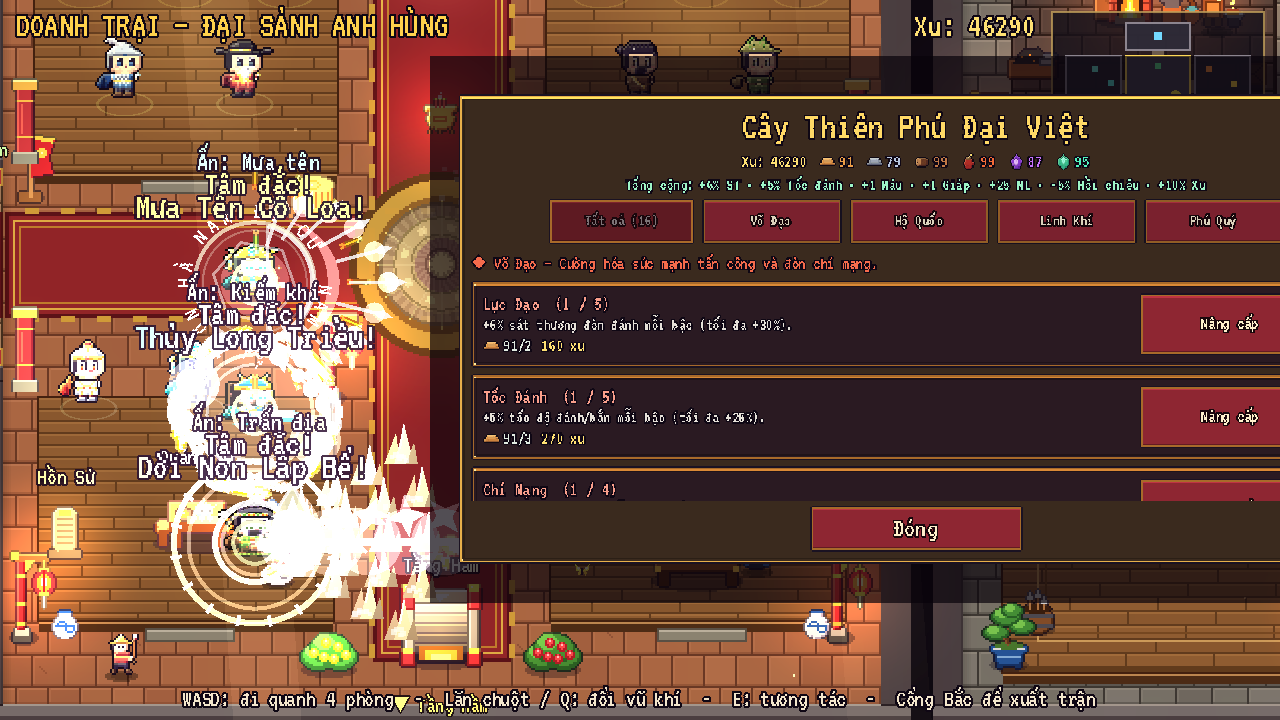 DOANH TRẠI - ĐẠI SẢNH ANH HÙNG
Xu: 46290
Cây Thiên Phú Đại Việt
Xu: 46290 91 79 99 99 87 95
Tổng cộng: +6% ST • +5% Tốc đánh • +1 Máu • +1 Giáp • +25 NL • -5% Hồi chiêu • +10% Xu
Tất cả (16)
Võ Đạo
Hộ Quốc
Linh Khí
Phú Quý
Võ Đạo - Cường hóa sức mạnh tấn công và đòn chí mạng.
Lực Đạo (1 / 5)
+6% sát thương đòn đánh mỗi bậc (tối đa +30%).
91/2 160 xu
Nâng cấp
Tốc Đánh (1 / 5)
+5% tốc độ đánh/bắn mỗi bậc (tối đa +25%).
91/3 270 xu
Nâng cấp
Chí Mạng (1 / 4)
Đóng
Ấn: Mưa tên
Tâm đắc!
Mưa Tên Cổ Loa!
Ấn: Kiếm khí
Tâm đắc!
Thủy Long Triều!
Ấn: Trấn địa
Tâm đắc!
Dời Non Lấp Bể!
Hồn Sử
Tầng Hầm
Tầng Hầm
WASD: đi quanh 4 phòng - Lăn chuột / Q: đổi vũ khí - E: tương tác - Cổng Bắc để xuất trận